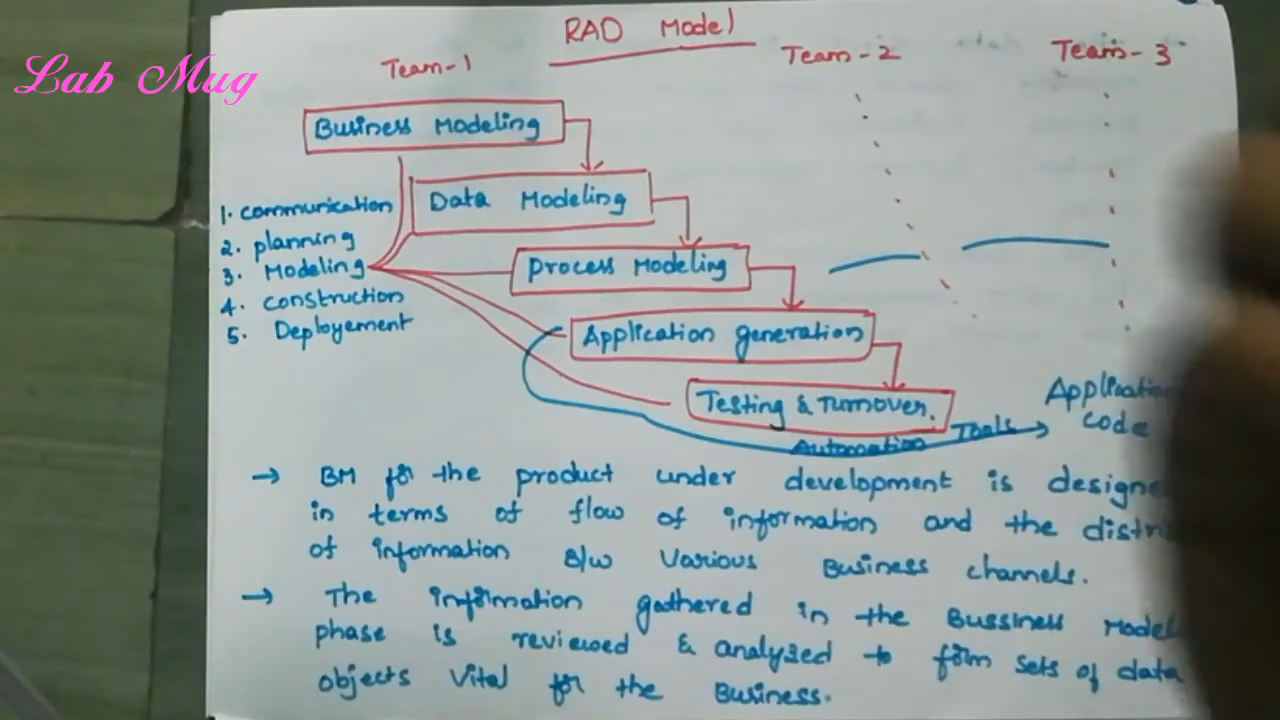 Lab Mug
RAD Model
Team-1
Team-2
Team-3
Business Modeling
Data Modeling
Process Modeling
Application generation
Testing & Turnover.
1. communication
2. planning
3. Modeling
4. construction
5. Deployement
Automation Tools
Application
code
→ BM for the product under development is designe
in terms of flow of information and the distri
of information B/w Various Business channels.
→ The information gathered in the Bussiness Model
phase is reviewed & analyzed to form sets of data
objects Vital for the Business.